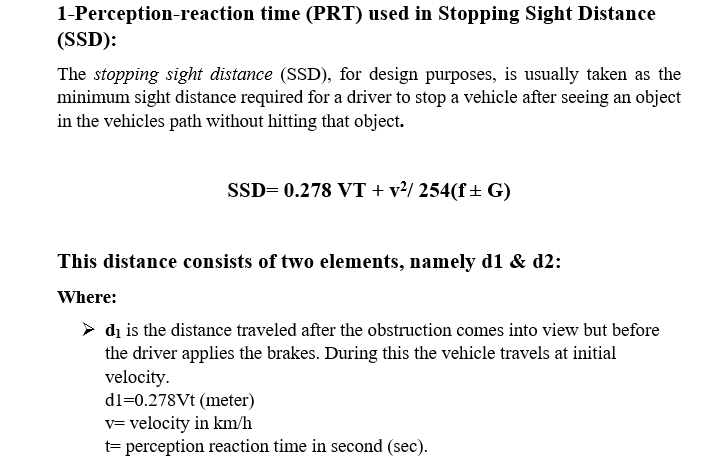 1-Perception-reaction time (PRT) used in Stopping Sight Distance
(SSD):
The stopping sight distance (SSD), for design purposes, is usually taken as the
minimum sight distance required for a driver to stop a vehicle after seeing an object
in the vehicles path without hitting that object.
SSD= 0.278 VT + v²/ 254(f ± G)
This distance consists of two elements, namely d1 & d2:
Where:
➢ d₁ is the distance traveled after the obstruction comes into view but before
the driver applies the brakes. During this the vehicle travels at initial
velocity.
d1=0.278Vt (meter)
v= velocity in km/h
t= perception reaction time in second (sec).